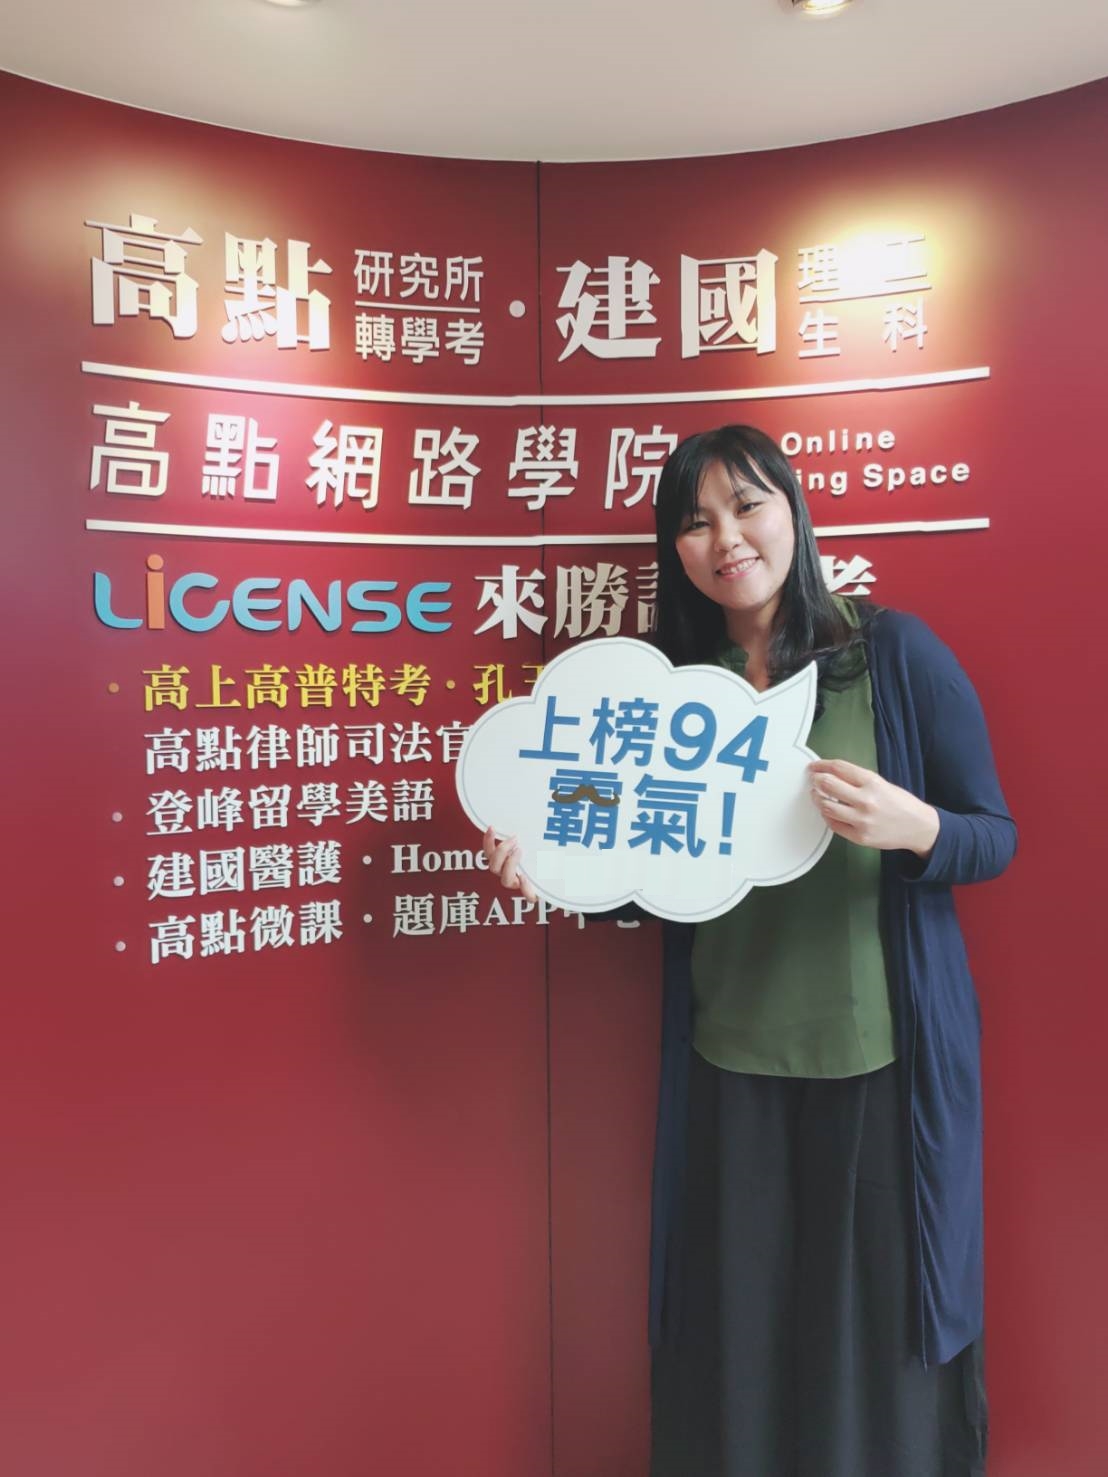 高點 研究所 轉學考 · 建國 理工 生科
高點網路學院 Online
ing Space
LiCENSE 來勝
· 高上高普特考 · 孔
高點律師司法官
· 登峰留學美語
· 建國醫護 · Home
· 高點微課 · 題庫APP
上榜94
霸氣!